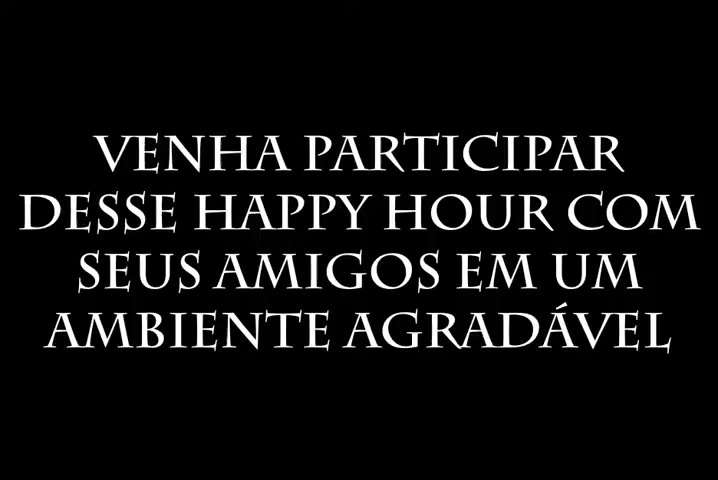 VENHA PARTICIPAR
DESSE HAPPY HOUR COM
SEUS AMIGOS EM UM
AMBIENTE AGRADÁVEL